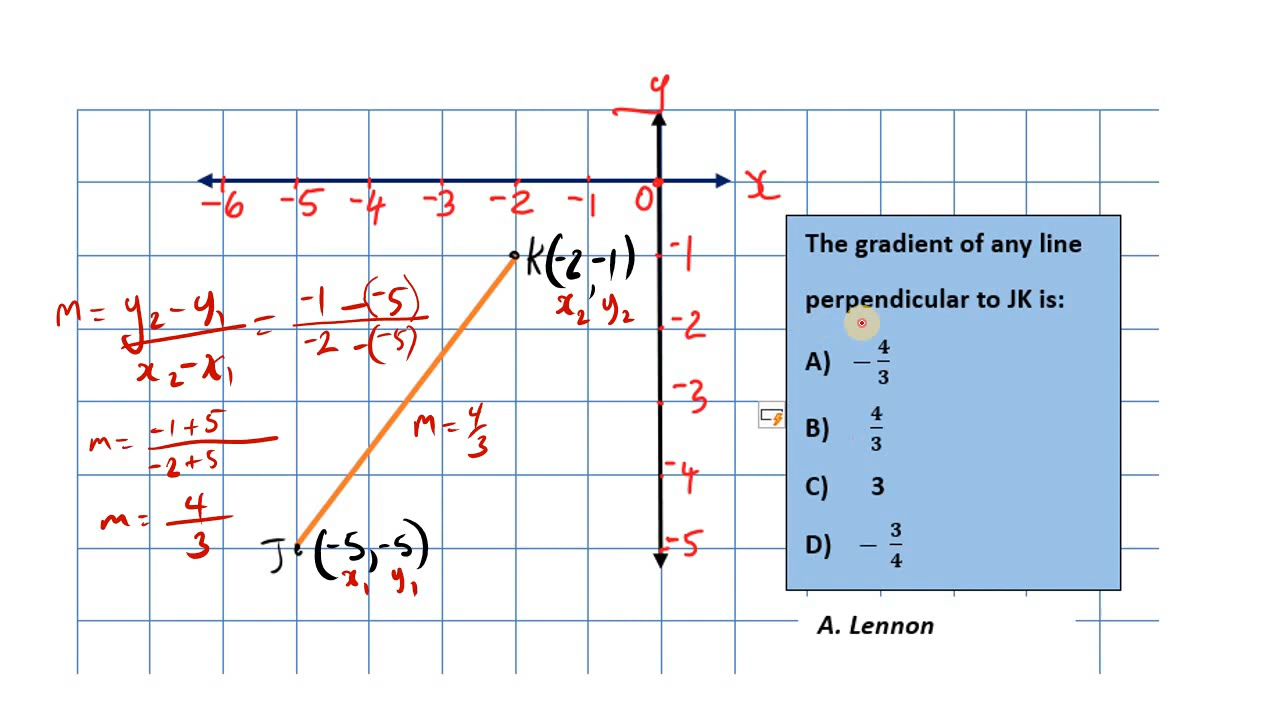 y
-6 -5 -4 -3 -2 -1 0 x
-1
-2
-3
-4
-5
K(-2,-1)
x₂ y₂
M = y₂ - y₁ / x₂ - x₁ = -1 - (-5) / -2 - (-5)
m = -1+5 / -2+5
m = 4/3
m = 4/3
J (-5,-5)
x₁ y₁
The gradient of any line
perpendicular to JK is:
A) -4/3
B) 4/3
C) 3
D) -3/4
A. Lennon